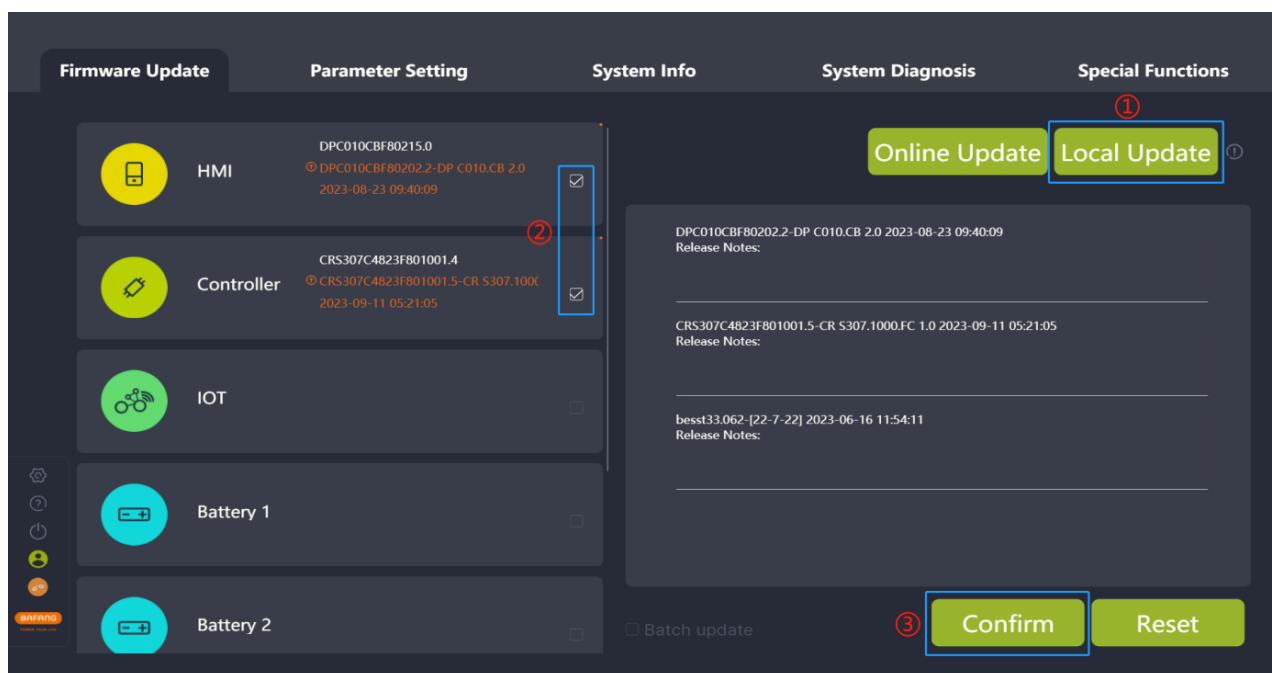 Firmware Update
Parameter Setting
System Info
System Diagnosis
Special Functions
①
Online Update
Local Update
HMI
DPC010CBF80215.0
DPC010CBF80202.2-DP C010.CB 2.0
2023-08-23 09:40:09
②
Controller
CRS307C4823F801001.4
CRS307C4823F801001.5-CR S307.100(
2023-09-11 05:21:05
IOT
Battery 1
Battery 2
DPC010CBF80202.2-DP C010.CB 2.0 2023-08-23 09:40:09
Release Notes:
CRS307C4823F801001.5-CR S307.1000.FC 1.0 2023-09-11 05:21:05
Release Notes:
besst33.062-[22-7-22] 2023-06-16 11:54:11
Release Notes:
BAFANG
Batch update
③
Confirm
Reset